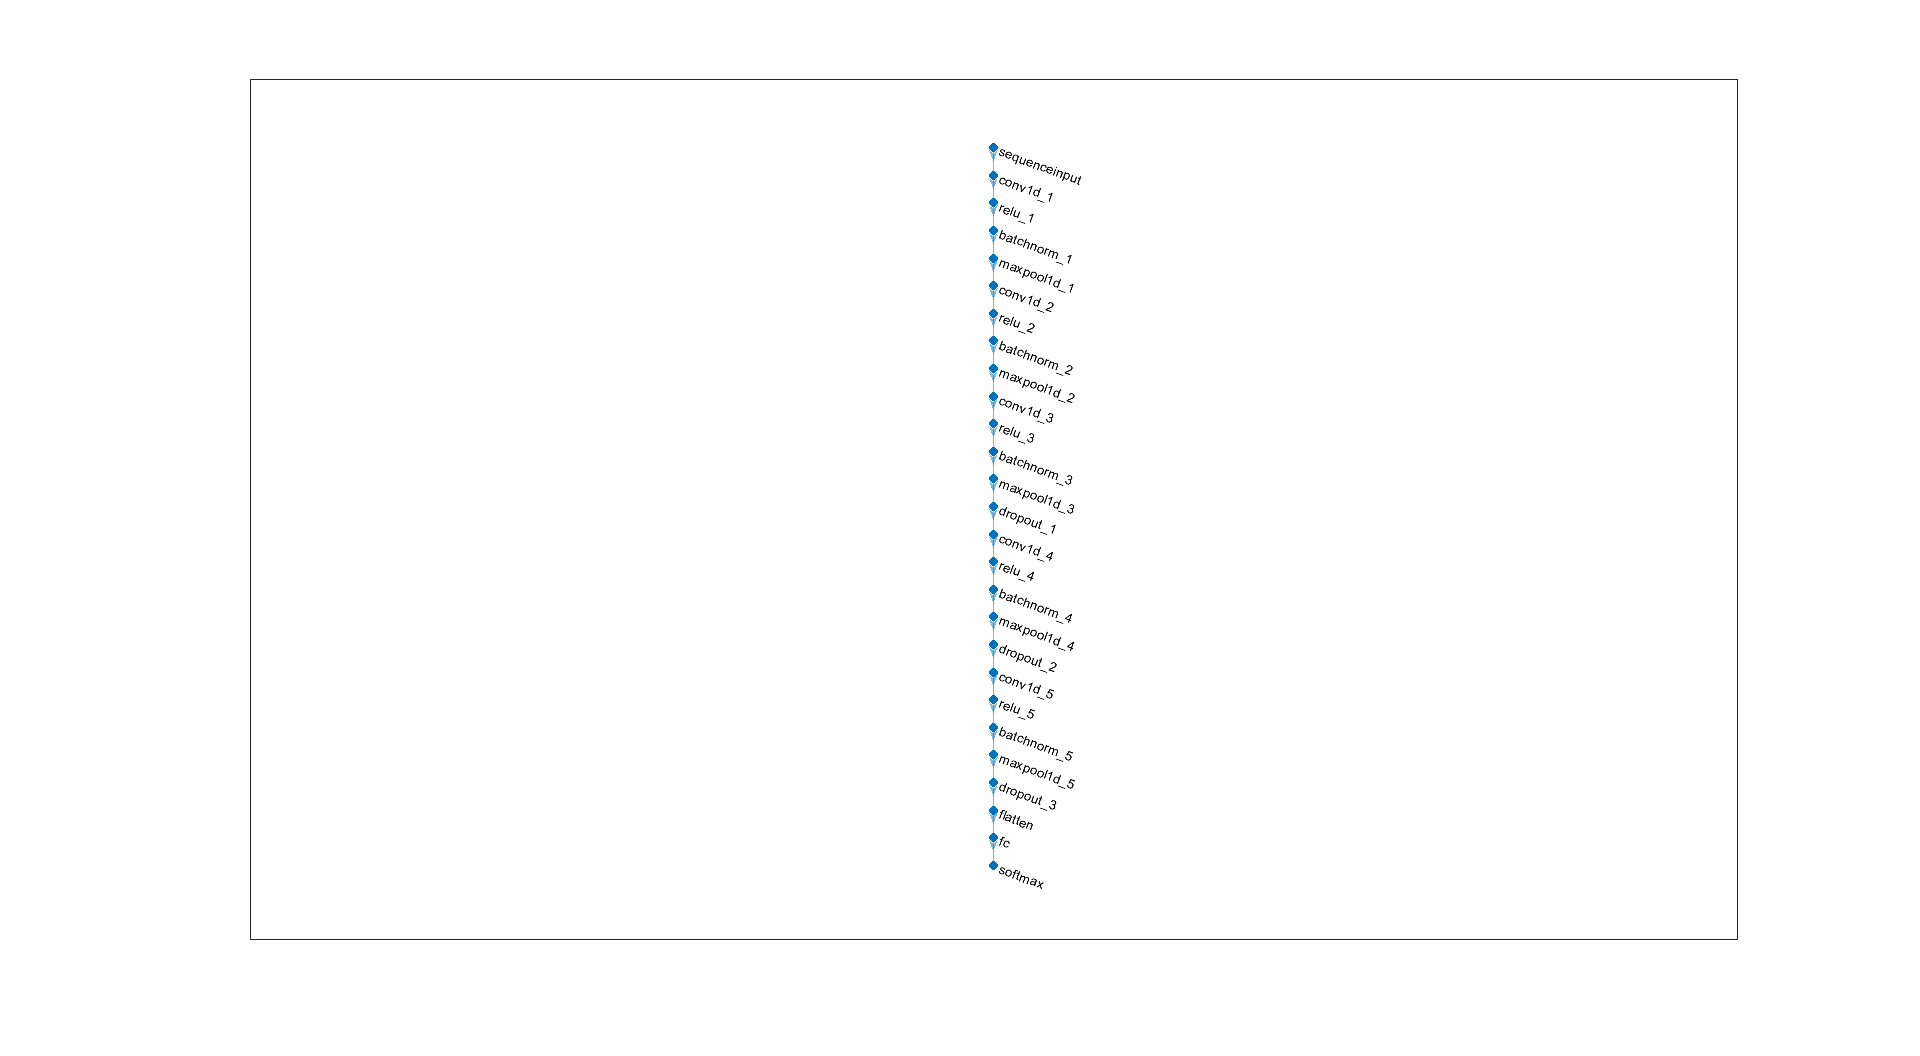 sequenceinput
conv1d_1
relu_1
batchnorm_1
maxpool1d_1
conv1d_2
relu_2
batchnorm_2
maxpool1d_2
conv1d_3
relu_3
batchnorm_3
maxpool1d_3
dropout_1
conv1d_4
relu_4
batchnorm_4
maxpool1d_4
dropout_2
conv1d_5
relu_5
batchnorm_5
maxpool1d_5
dropout_3
flatten
fc
softmax